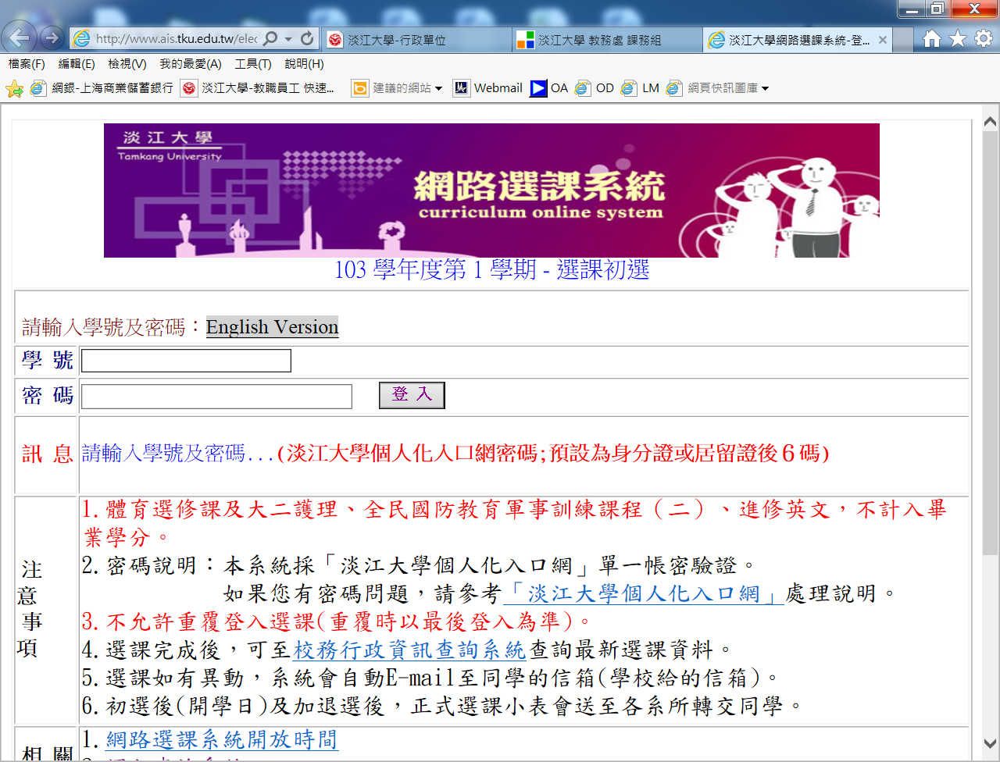 http://www.ais.tku.edu.tw/elec
淡江大學-行政單位
淡江大學 教務處 課務組
淡江大學網路選課系統-登...
檔案(F) 編輯(E) 檢視(V) 我的最愛(A) 工具(T) 說明(H)
網銀-上海商業儲蓄銀行 淡江大學-教職員工 快速... 建議的網站 Webmail OA OD LM 網頁快訊圖庫
淡江大學
Tamkang University
網路選課系統
curriculum online system
103 學年度第 1 學期 - 選課初選
請輸入學號及密碼：English Version
學 號
密 碼 登 入
訊 息 請輸入學號及密碼...(淡江大學個人化入口網密碼;預設為身分證或居留證後６碼)
注意事項
1.體育選修課及大二護理、全民國防教育軍事訓練課程（二）、進修英文，不計入畢
業學分。
2.密碼說明：本系統採「淡江大學個人化入口網」單一帳密驗證。
如果您有密碼問題，請參考「淡江大學個人化入口網」處理說明。
3.不允許重覆登入選課(重覆時以最後登入為準)。
4.選課完成後，可至校務行政資訊查詢系統查詢最新選課資料。
5.選課如有異動，系統會自動E-mail至同學的信箱(學校給的信箱)。
6.初選後(開學日)及加退選後，正式選課小表會送至各系所轉交同學。
相 關
1.網路選課系統開放時間